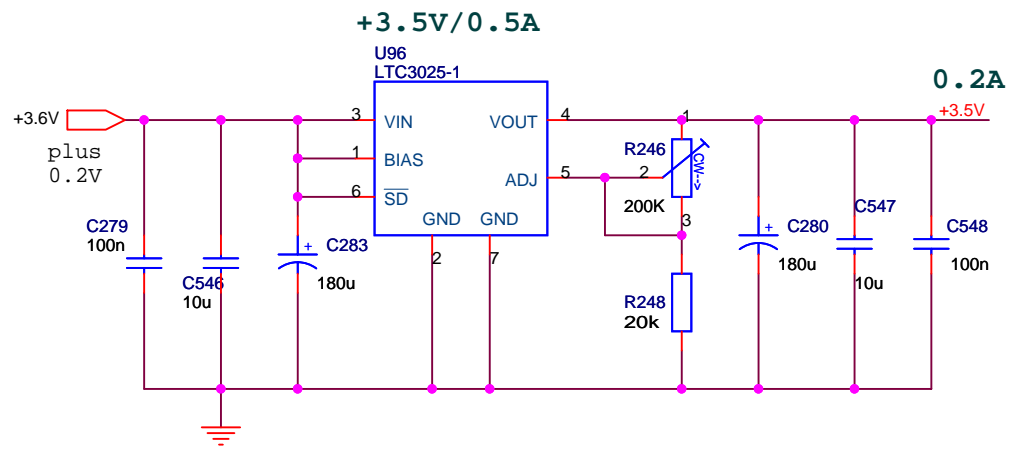 +3.5V/0.5A
U96
LTC3025-1
0.2A
+3.6V
plus
0.2V
3
VIN
1
BIAS
6
SD
GND
GND
2
7
VOUT
4
ADJ
5
+3.5V
1
R246
2
CW-->
200K
3
R248
20k
C279
100n
C546
10u
+
C283
180u
+
C280
180u
C547
10u
C548
100n